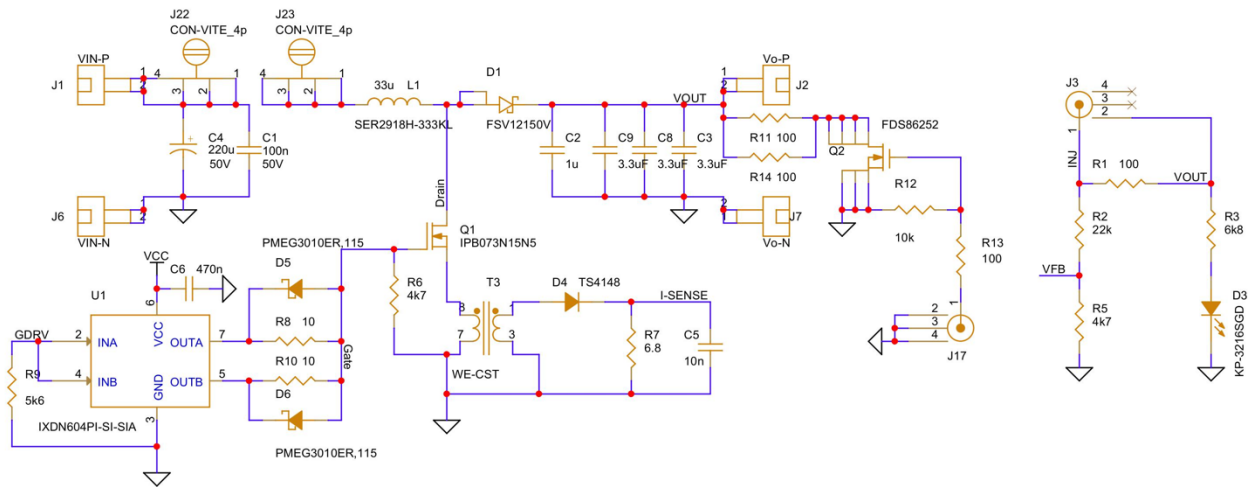 J22
CON-VITE_4p
J23
CON-VITE_4p
VIN-P
J1
1
2
4
3
2
1
4
3
2
1
33u L1
SER2918H-333KL
D1
FSV12150V
C4
220u
50V
+
C1
100n
50V
J6
VIN-N
1
2
C2
1u
C9
3.3uF
C8
3.3uF
C3
3.3uF
VOUT
Vo-P
1
2
J2
R11 100
R14 100
Q2
FDS86252
R12
10k
2
1
J7
Vo-N
R13
100
1
2
3
4
J17
J3
4
3
2
1
INJ
R1 100
VOUT
R2
22k
VFB
R5
4k7
R3
6k8
D3
KP-3216SGD
Drain
Q1
IPB073N15N5
PMEG3010ER,115
D5
R8 10
R10 10
D6
PMEG3010ER,115
Gate
R6
4k7
T3
8
7
1
3
WE-CST
D4 TS4148
I-SENSE
R7
6.8
C5
10n
VCC
C6 470n
U1
6
GDRV
2
INA
VCC
OUTA
7
4
INB
GND
OUTB
5
3
R9
5k6
IXDN604PI-SI-SIA